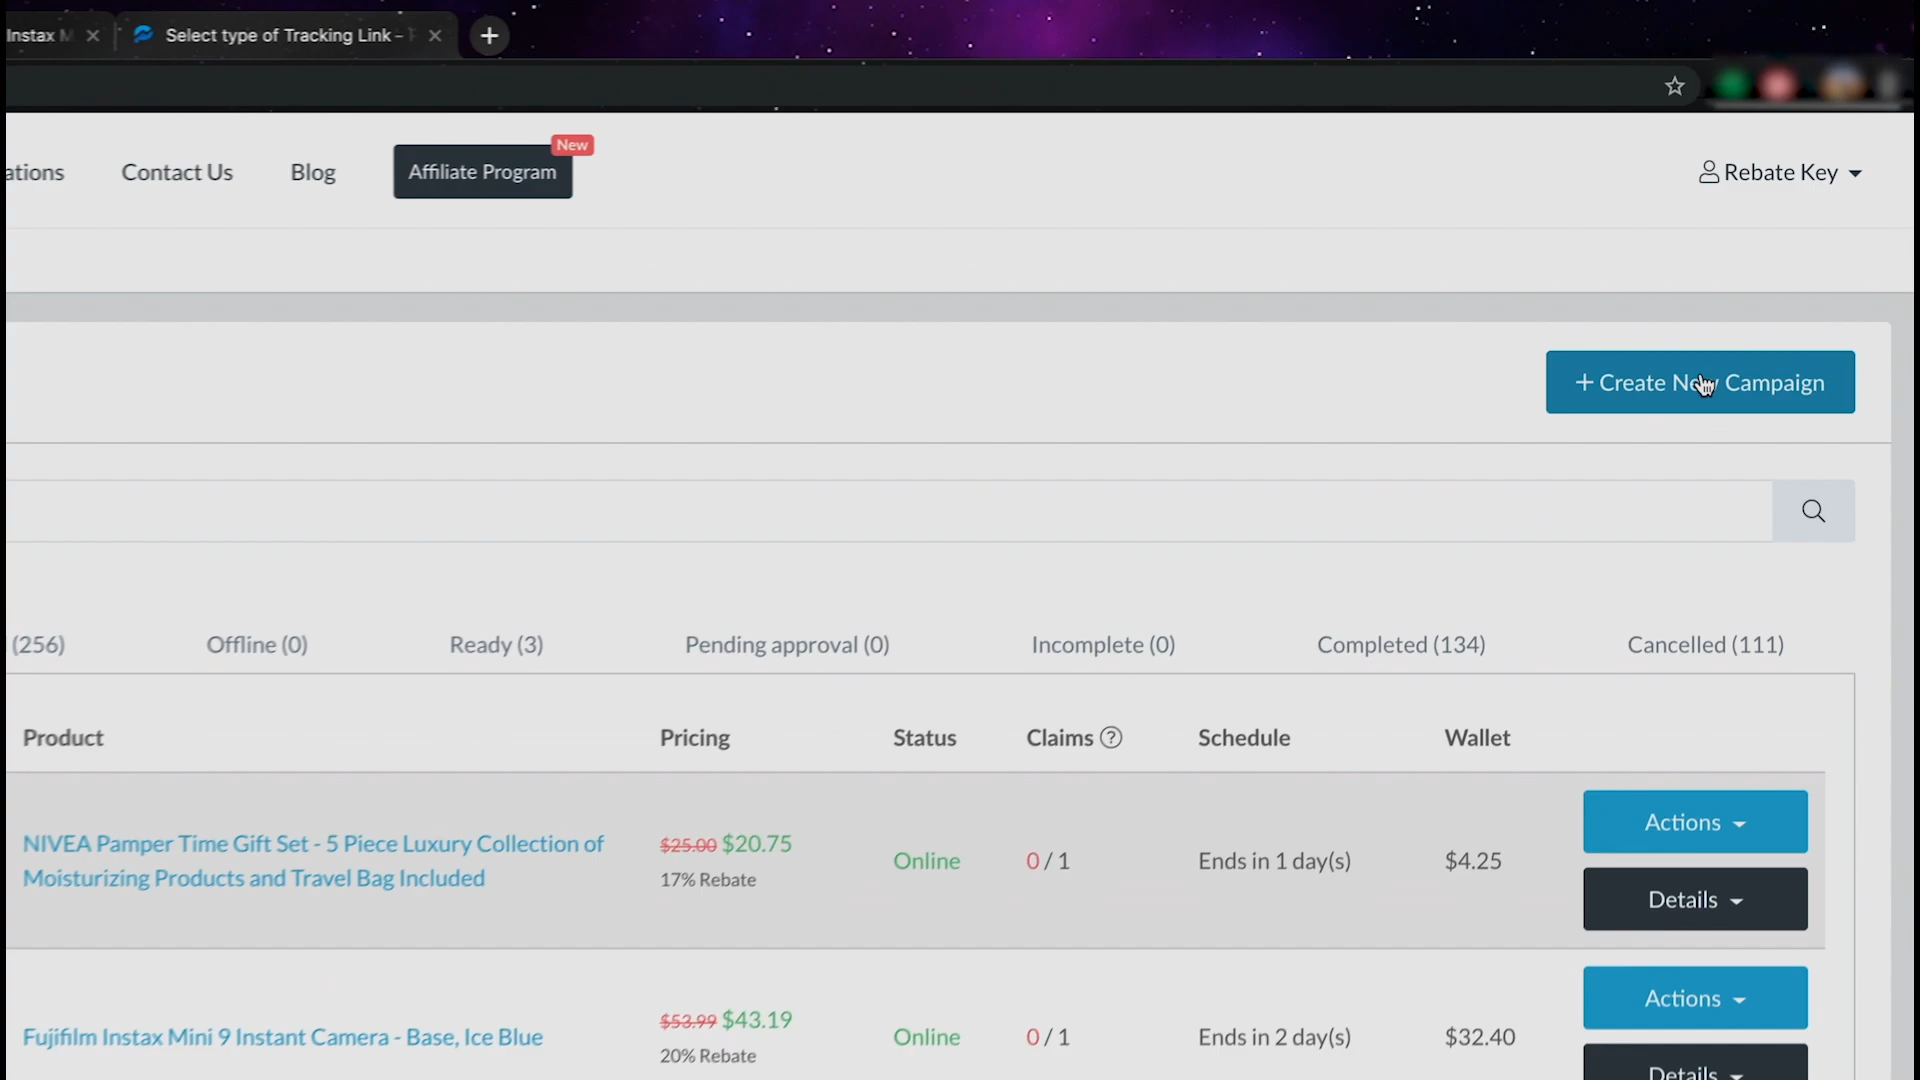 Instax M
Select type of Tracking Link -
ations
Contact Us
Blog
Affiliate Program
New
Rebate Key
+ Create New Campaign
(256)
Offline (0)
Ready (3)
Pending approval (0)
Incomplete (0)
Completed (134)
Cancelled (111)
Product
Pricing
Status
Claims ?
Schedule
Wallet
NIVEA Pamper Time Gift Set - 5 Piece Luxury Collection of
Moisturizing Products and Travel Bag Included
$25.00 $20.75
17% Rebate
Online
0 / 1
Ends in 1 day(s)
$4.25
Actions
Details
Fujifilm Instax Mini 9 Instant Camera - Base, Ice Blue
$53.99 $43.19
20% Rebate
Online
0 / 1
Ends in 2 day(s)
$32.40
Actions
Details